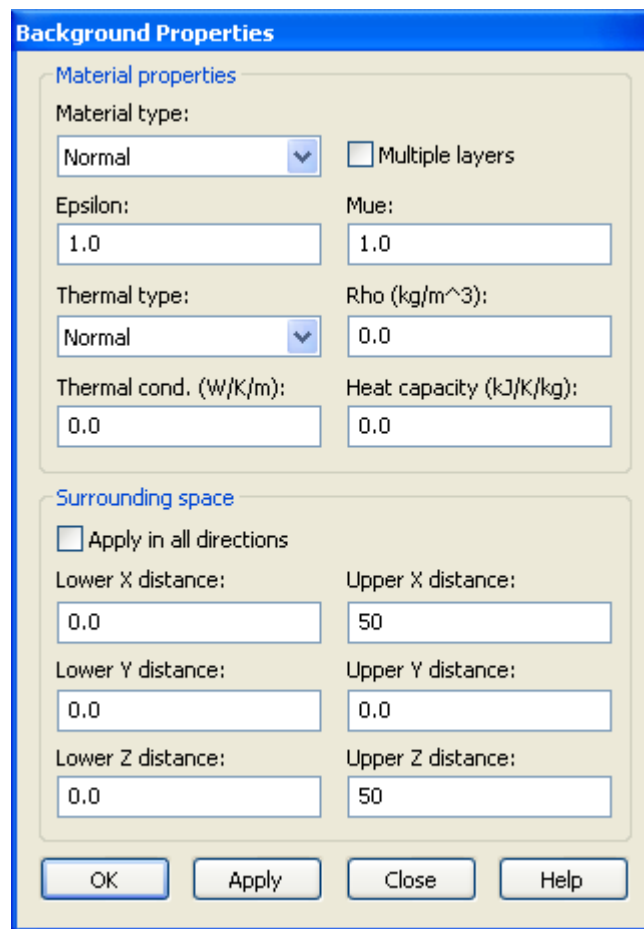 Background Properties
Material properties
Material type:
Normal
Multiple layers
Epsilon: Mue:
1.0 1.0
Thermal type: Rho (kg/m^3):
Normal 0.0
Thermal cond. (W/K/m): Heat capacity (kJ/K/kg):
0.0 0.0
Surrounding space
Apply in all directions
Lower X distance: Upper X distance:
0.0 50
Lower Y distance: Upper Y distance:
0.0 0.0
Lower Z distance: Upper Z distance:
0.0 50
OK Apply Close Help